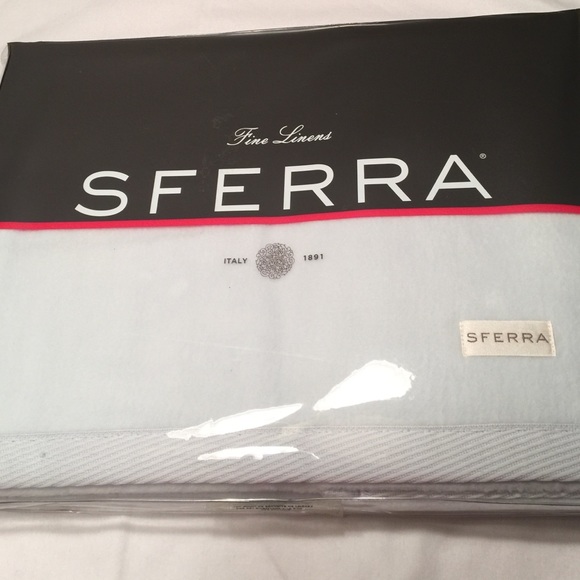 Fine Linens
SFERRA®
ITALY 1891
SFERRA